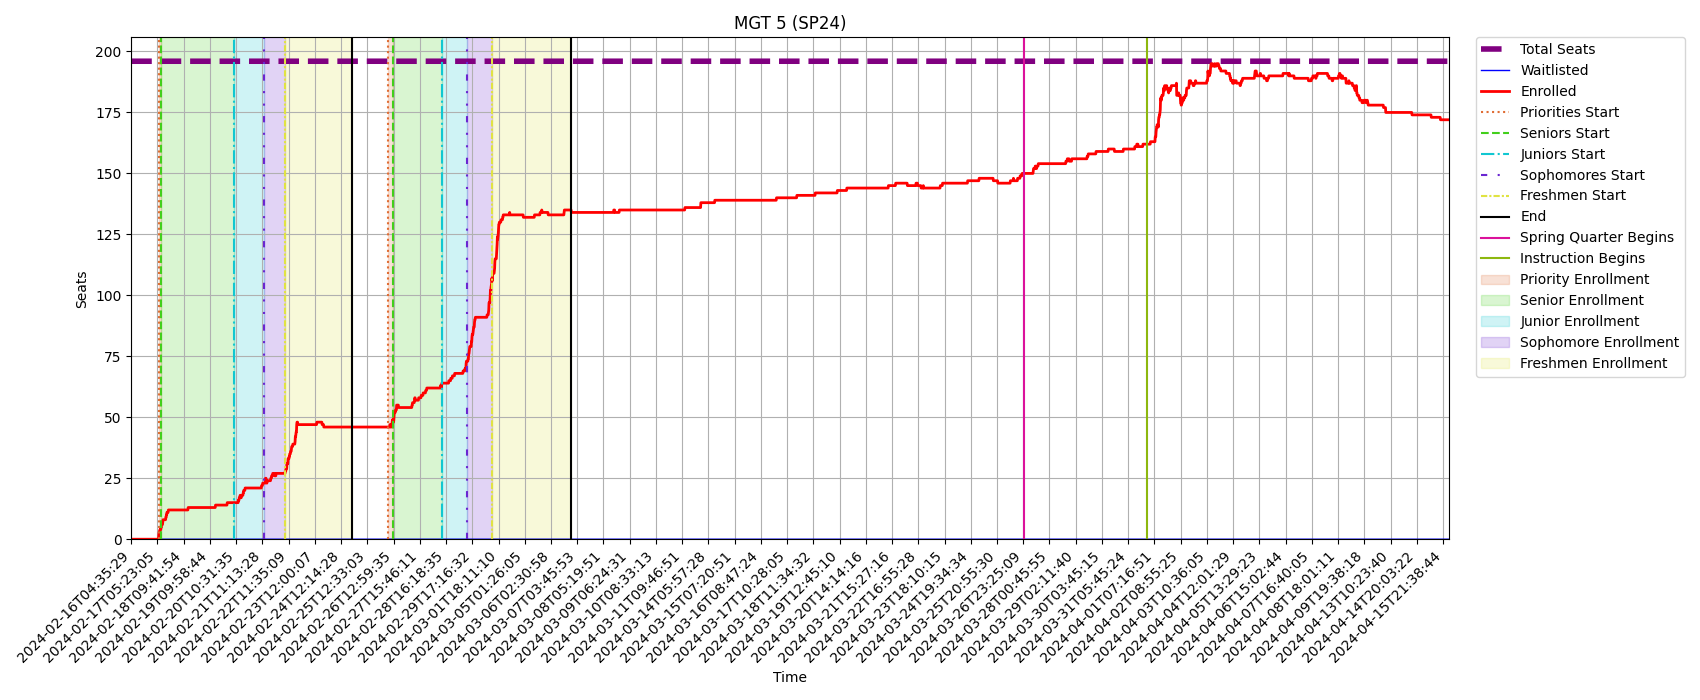 MGT 5 (SP24)
200
175
150
125
100
75
50
25
0
Seats
2024-02-16T04:35:29
2024-02-17T05:23:05
2024-02-18T09:41:54
2024-02-19T09:58:44
2024-02-20T10:31:35
2024-02-21T11:13:28
2024-02-22T11:35:09
2024-02-23T12:00:07
2024-02-24T12:14:28
2024-02-25T12:33:03
2024-02-26T12:59:35
2024-02-27T15:46:11
2024-02-28T16:18:35
2024-02-29T17:16:32
2024-03-01T18:11:10
2024-03-05T01:26:05
2024-03-06T02:30:58
2024-03-07T03:45:53
2024-03-08T05:19:51
2024-03-09T06:24:31
2024-03-10T08:33:13
2024-03-11T09:46:51
2024-03-14T05:57:28
2024-03-15T07:20:51
2024-03-16T08:47:24
2024-03-17T10:28:05
2024-03-18T11:34:32
2024-03-19T12:45:10
2024-03-20T14:14:16
2024-03-21T15:27:16
2024-03-22T16:55:28
2024-03-23T18:10:15
2024-03-24T19:34:34
2024-03-25T20:55:30
2024-03-26T23:25:09
2024-03-28T00:45:55
2024-03-29T02:11:40
2024-03-30T03:45:15
2024-03-31T05:45:24
2024-04-01T07:16:51
2024-04-02T08:55:25
2024-04-03T10:36:05
2024-04-04T12:01:29
2024-04-05T13:29:23
2024-04-06T15:02:44
2024-04-07T16:40:05
2024-04-08T18:01:11
2024-04-09T19:38:18
2024-04-13T10:23:40
2024-04-14T20:03:22
2024-04-15T21:38:44
Time
Total Seats
Waitlisted
Enrolled
Priorities Start
Seniors Start
Juniors Start
Sophomores Start
Freshmen Start
End
Spring Quarter Begins
Instruction Begins
Priority Enrollment
Senior Enrollment
Junior Enrollment
Sophomore Enrollment
Freshmen Enrollment